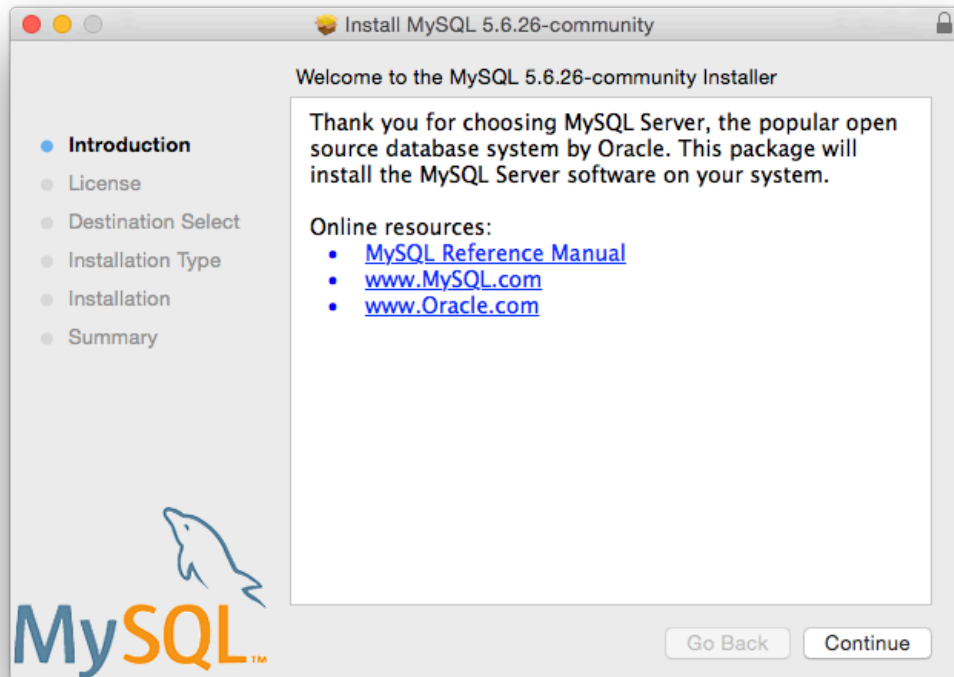 Install MySQL 5.6.26-community
Welcome to the MySQL 5.6.26-community Installer
Introduction
License
Destination Select
Installation Type
Installation
Summary
Thank you for choosing MySQL Server, the popular open
source database system by Oracle. This package will
install the MySQL Server software on your system.
Online resources:
• MySQL Reference Manual
• www.MySQL.com
• www.Oracle.com
MySQL™
Go Back
Continue